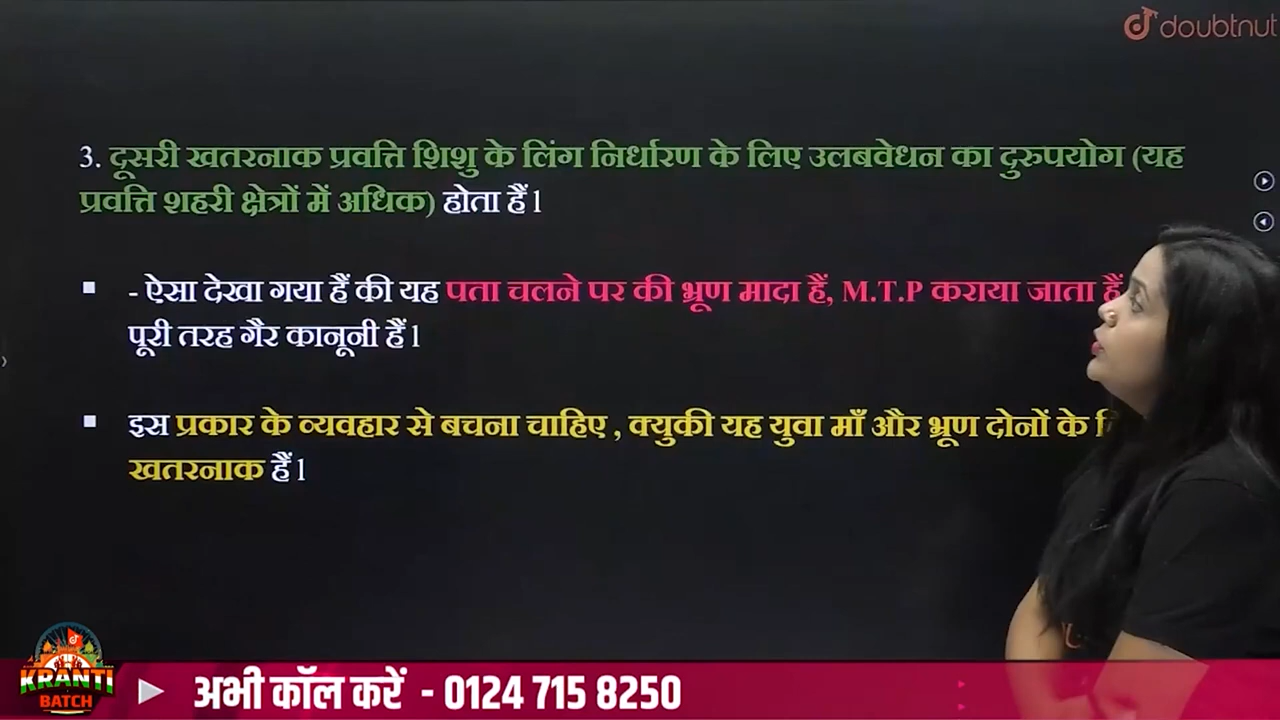 doubtnut
3. दूसरी खतरनाक प्रवत्ति शिशु के लिंग निर्धारण के लिए उलबवेधन का दुरुपयोग (यह
प्रवत्ति शहरी क्षेत्रों में अधिक) होता हैं l
- ऐसा देखा गया हैं की यह पता चलने पर की भ्रूण मादा हैं, M.T.P कराया जाता हैं
पूरी तरह गैर कानूनी हैं l
इस प्रकार के व्यवहार से बचना चाहिए , क्युकी यह युवा माँ और भ्रूण दोनों के
खतरनाक हैं l
KRANTI
BATCH
अभी कॉल करें - 0124 715 8250